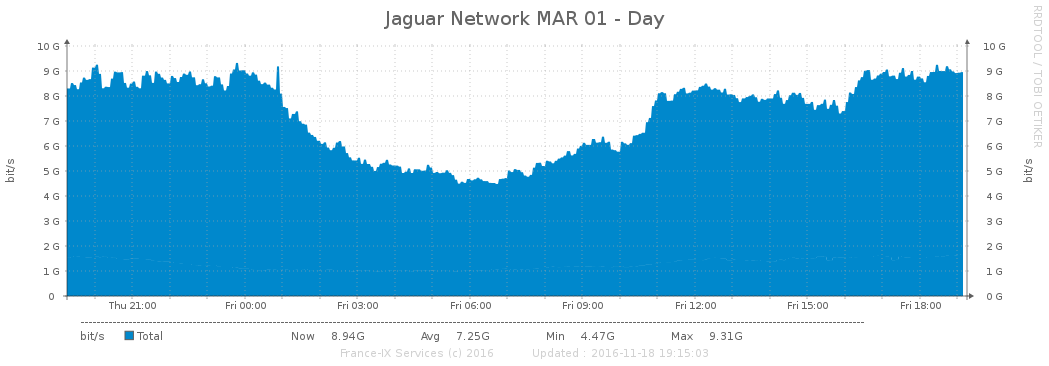 Jaguar Network MAR 01 - Day
RRDTOOL / TOBI OETIKER
bit/s
10 G
9 G
8 G
7 G
6 G
5 G
4 G
3 G
2 G
1 G
0
10 G
9 G
8 G
7 G
6 G
5 G
4 G
3 G
2 G
1 G
0 G
bit/s
Thu 21:00 Fri 00:00 Fri 03:00 Fri 06:00 Fri 09:00 Fri 12:00 Fri 15:00 Fri 18:00
bit/s Total Now 8.94G Avg 7.25G Min 4.47G Max 9.31G
France-IX Services (c) 2016 Updated : 2016-11-18 19:15:03